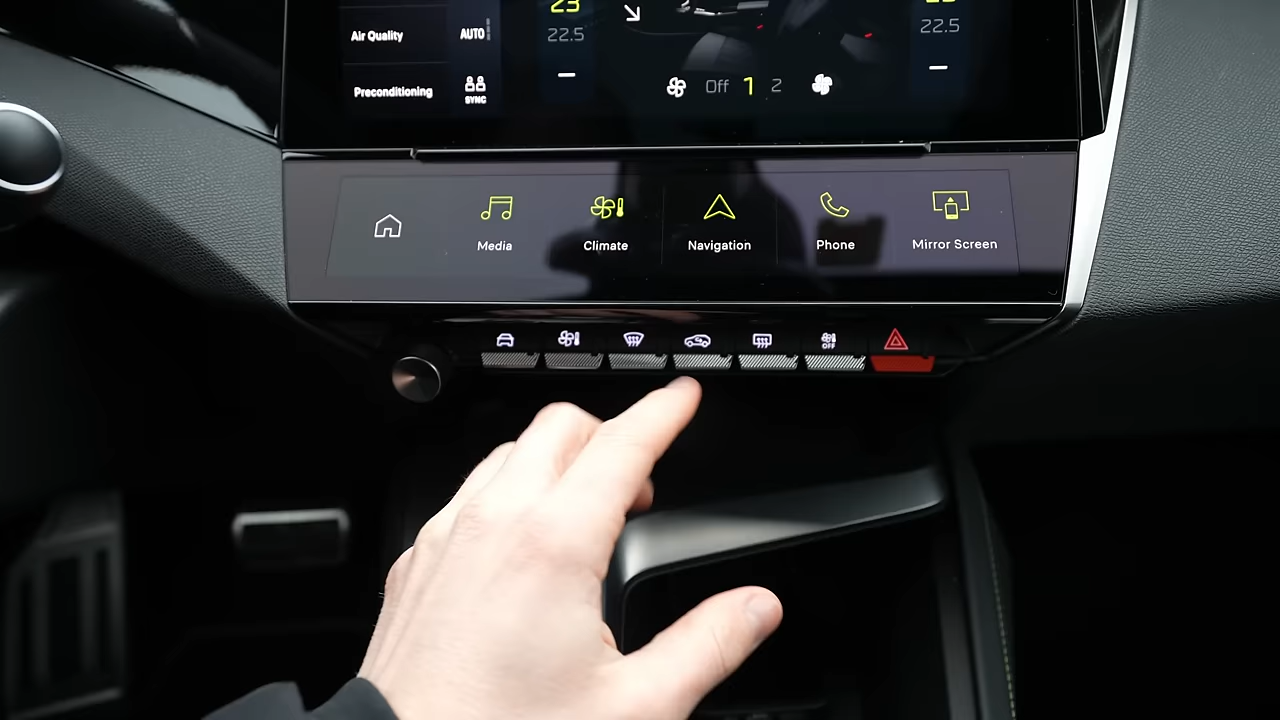 23
Air Quality AUTO 22.5 22.5
Preconditioning SYNC Off 1 2
Media Climate Navigation Phone Mirror Screen
OFF